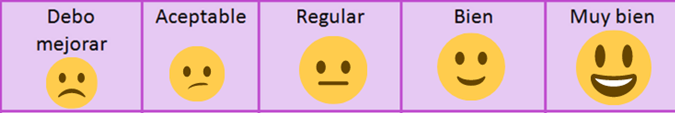 Debo
mejorar
Aceptable
Regular
Bien
Muy bien